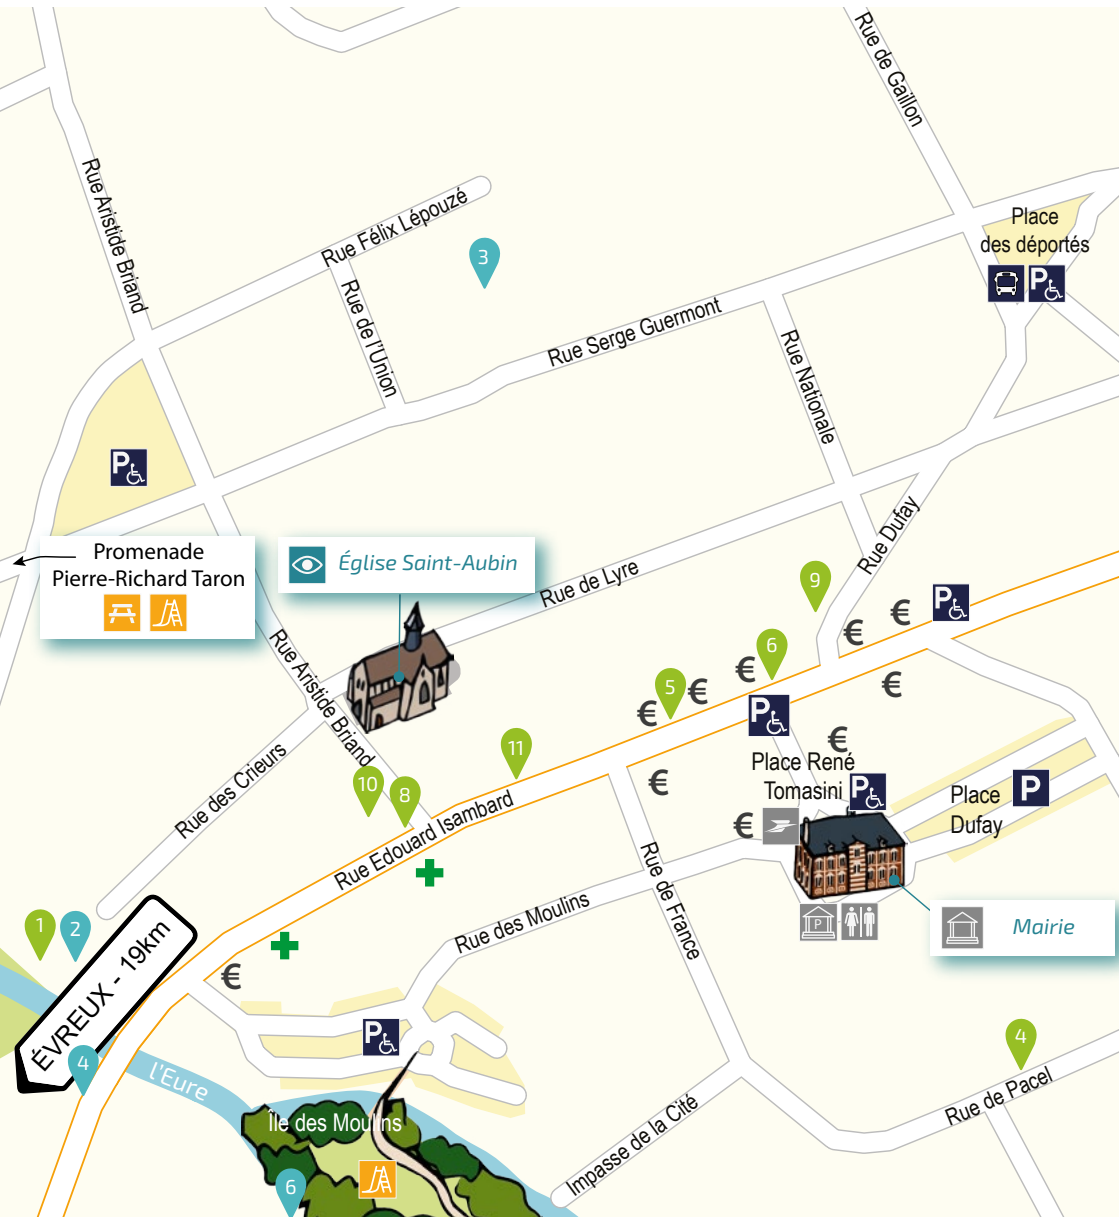 Rue de Gaillon
Rue Aristide Briand
Rue Félix Lépouzé
Place
des déportés
P
3
Rue de l'Union
Rue Serge Guermont
Rue Nationale
P
Rue Dufay
Promenade
Pierre-Richard Taron
Église Saint-Aubin
Rue de Lyre
9
€
P
€
Rue Aristide Briand
6
€
5
€
€
€
P
11
€
Place René
Tomasini
P
€
Rue des Crieurs
10
8
Place
Dufay
P
Rue Edouard Isambard
€
Rue de France
Rue des Moulins
P
Mairie
1
2
ÉVREUX - 19km
€
P
4
4
l'Eure
Rue de Pacel
Île des Moulins
Impasse de la Cité
6